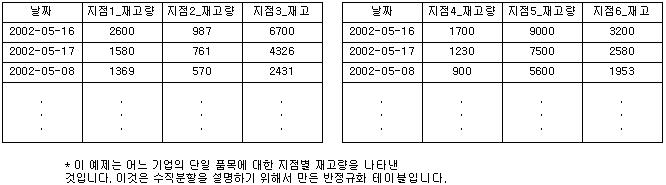 날짜 지점1_재고량 지점2_재고량 지점3_재고
2002-05-16 2600 987 6700
2002-05-17 1580 761 4326
2002-05-08 1369 570 2431
. . . .
. . . .
. . . .
날짜 지점4_재고량 지점5_재고량 지점6_재고
2002-05-16 1700 9000 3200
2002-05-17 1230 7500 2580
2002-05-08 900 5600 1953
. . . .
. . . .
. . . .
* 이 예제는 어느 기업의 단일 품목에 대한 지점별 재고량을 나타낸
것입니다. 이것은 수직분할을 설명하기 위해서 만든 반정규화 테이블입니다.